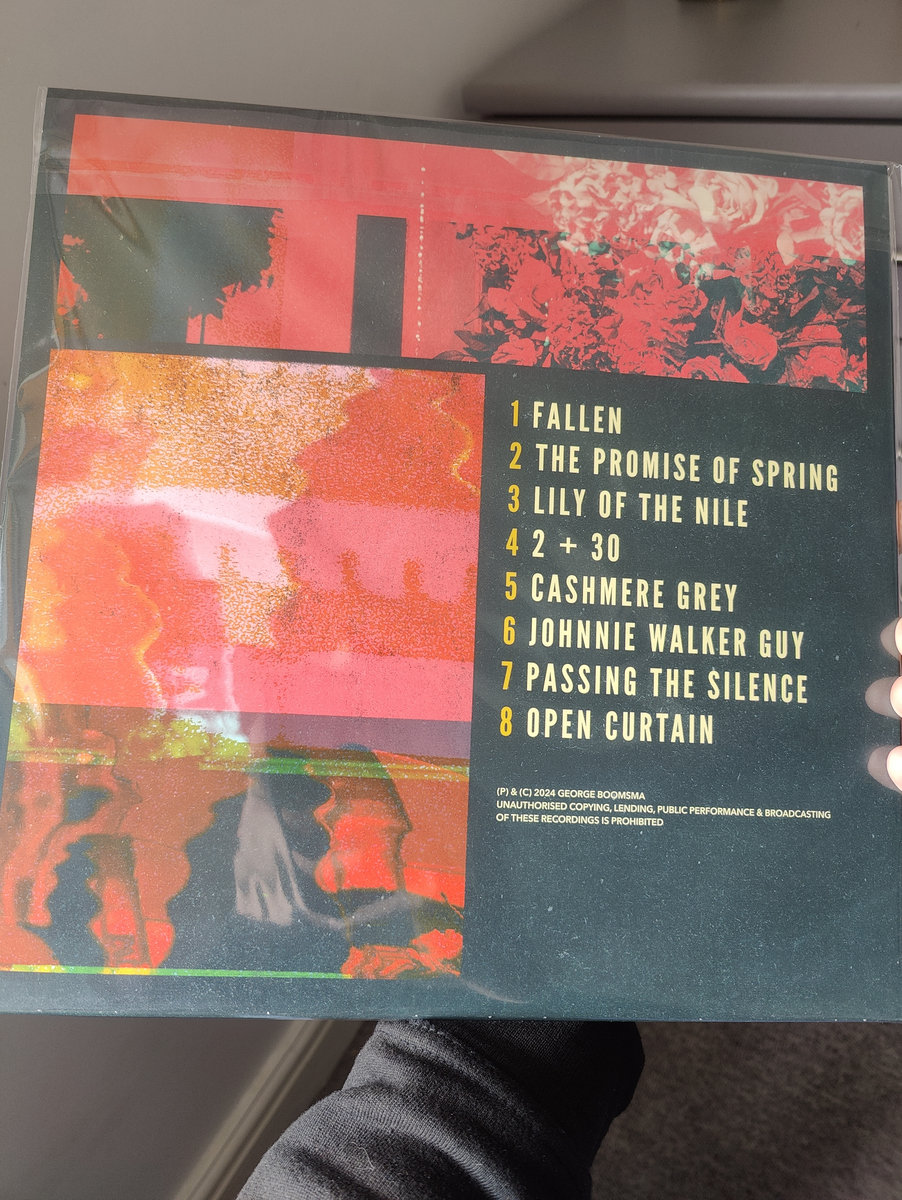 1 FALLEN
2 THE PROMISE OF SPRING
3 LILY OF THE NILE
4 2 + 30
5 CASHMERE GREY
6 JOHNNIE WALKER GUY
7 PASSING THE SILENCE
8 OPEN CURTAIN
(P) & (C) 2024 GEORGE BOOMSMA
UNAUTHORISED COPYING, LENDING, PUBLIC PERFORMANCE & BROADCASTING
OF THESE RECORDINGS IS PROHIBITED